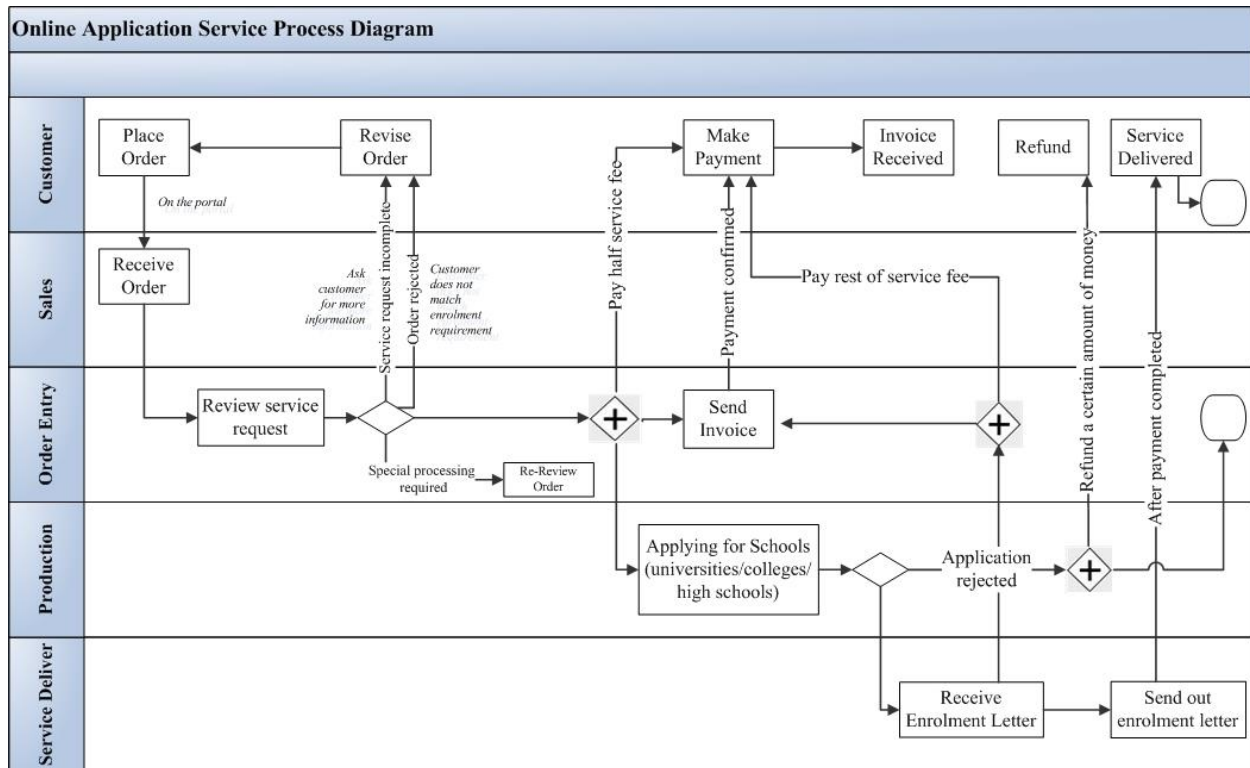 Online Application Service Process Diagram
Customer
Place
Order
Revise
Order
Make
Payment
Invoice
Received
Refund
Service
Delivered
On the portal
Sales
Receive
Order
Ask
customer
for more
information
Service request incomplete
Order rejected
Customer
does not
match
enrolment
requirement
Pay half service fee
Payment confirmed
Pay rest of service fee
Refund a certain amount of money
After payment completed
Order Entry
Review service
request
Send
Invoice
Special processing
required
Re-Review
Order
Production
Applying for Schools
(universities/colleges/
high schools)
Application
rejected
Service Deliver
Receive
Enrolment Letter
Send out
enrolment letter